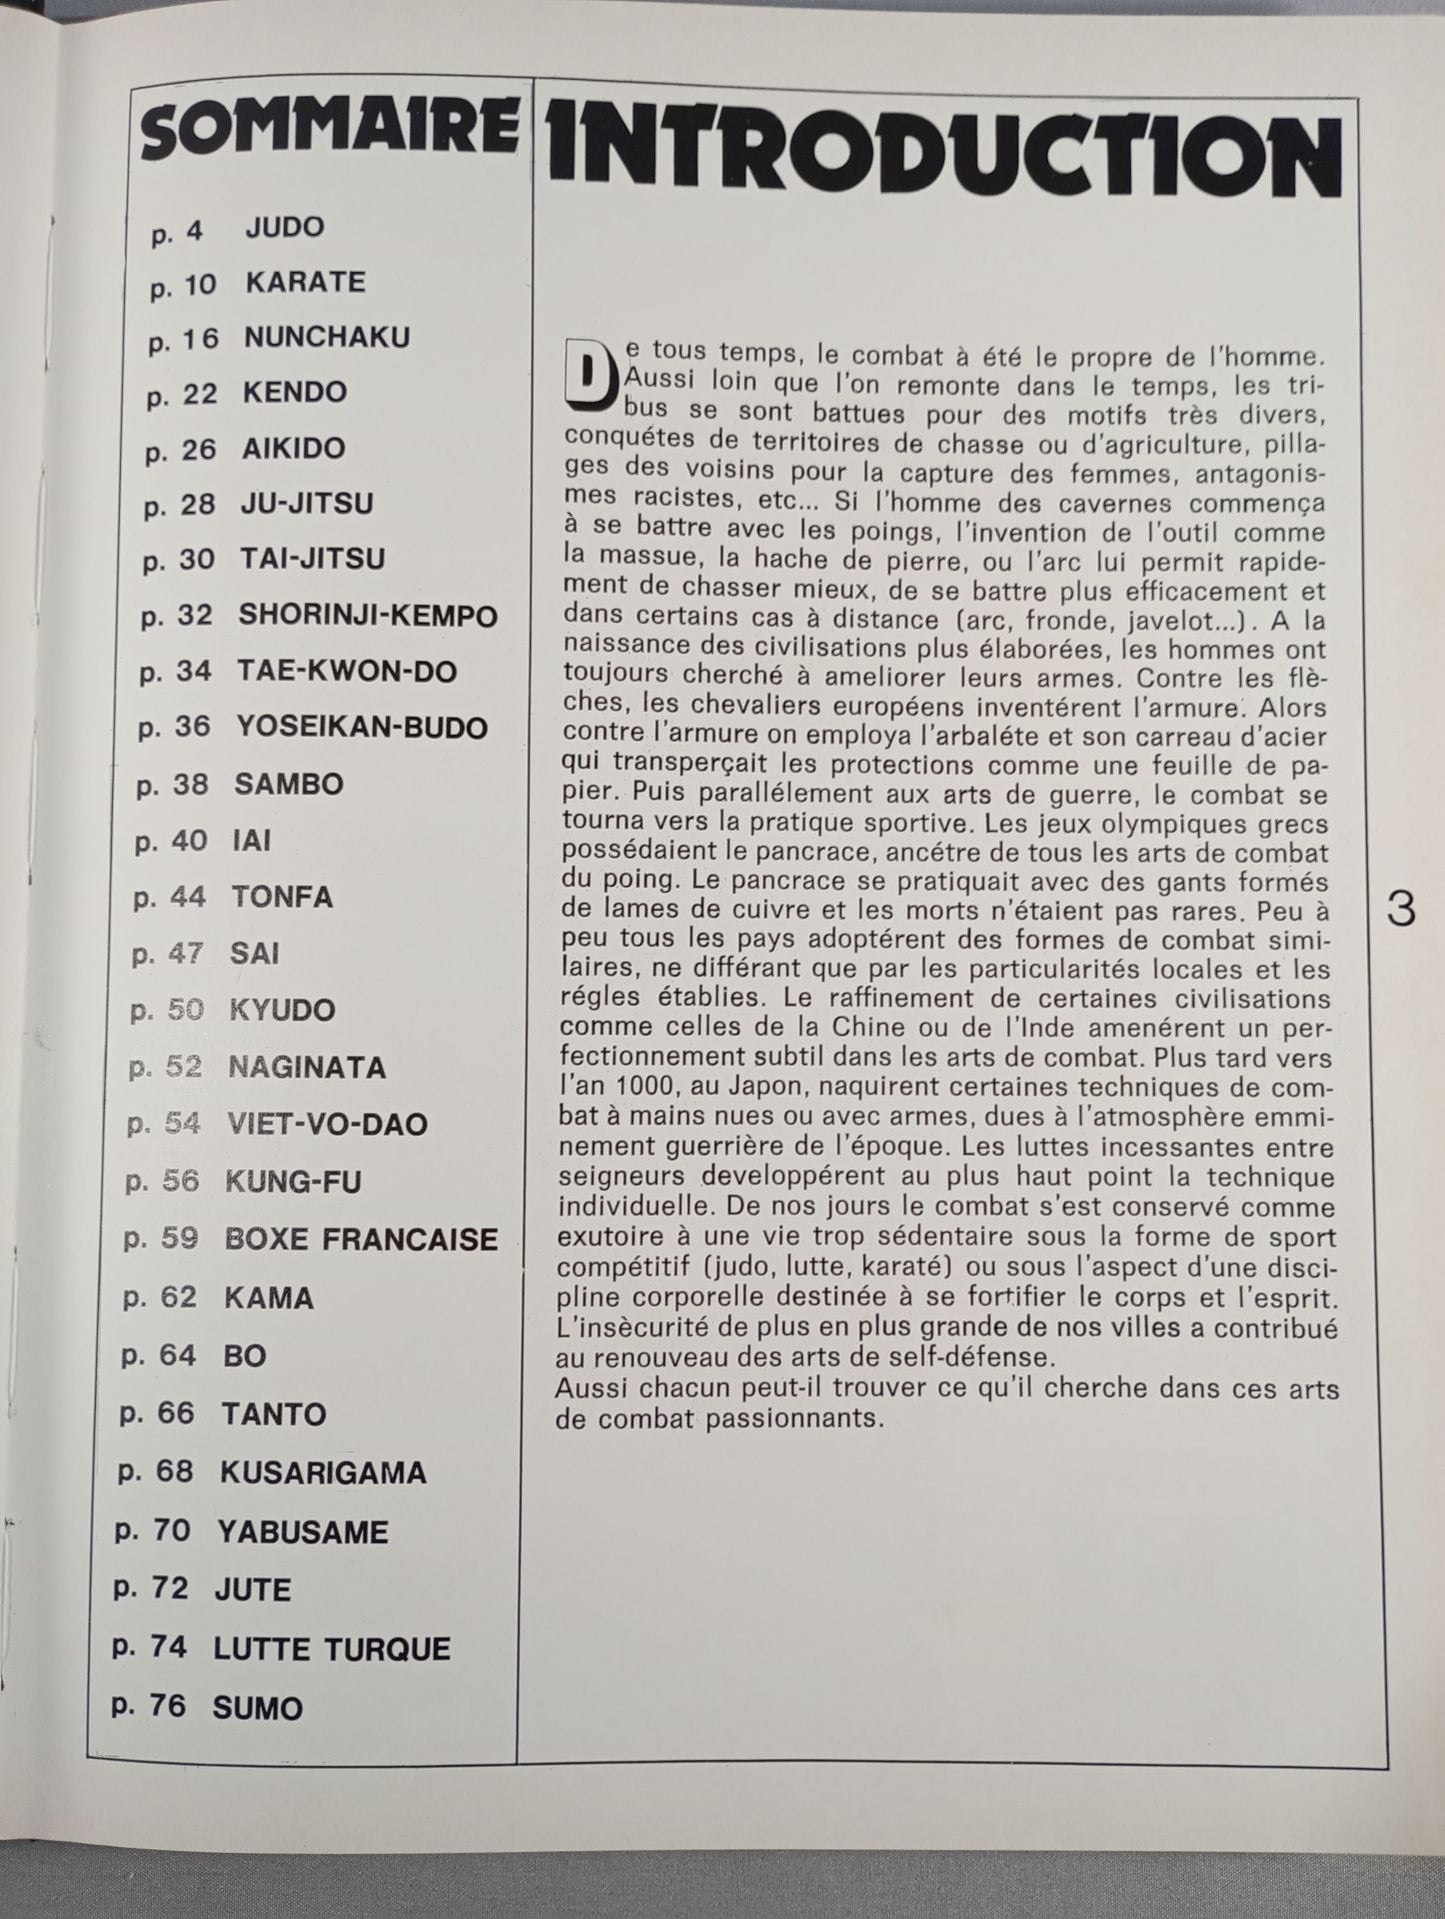 SOMMAIRE
p. 4 JUDO
p. 10 KARATE
p. 16 NUNCHAKU
p. 22 KENDO
p. 26 AIKIDO
p. 28 JU-JITSU
p. 30 TAI-JITSU
p. 32 SHORINJI-KEMPO
p. 34 TAE-KWON-DO
p. 36 YOSEIKAN-BUDO
p. 38 SAMBO
p. 40 IAI
p. 44 TONFA
p. 47 SAI
p. 50 KYUDO
p. 52 NAGINATA
p. 54 VIET-VO-DAO
p. 56 KUNG-FU
p. 59 BOXE FRANCAISE
p. 62 KAMA
p. 64 BO
p. 66 TANTO
p. 68 KUSARIGAMA
p. 70 YABUSAME
p. 72 JUTE
p. 74 LUTTE TURQUE
p. 76 SUMO
INTRODUCTION
De tous temps, le combat à été le propre de l'homme.
Aussi loin que l'on remonte dans le temps, les tri-
bus se sont battues pour des motifs très divers,
conquétes de territoires de chasse ou d'agriculture, pilla-
ges des voisins pour la capture des femmes, antagonis-
mes racistes, etc... Si l'homme des cavernes commença
à se battre avec les poings, l'invention de l'outil comme
la massue, la hache de pierre, ou l'arc lui permit rapide-
ment de chasser mieux, de se battre plus efficacement et
dans certains cas à distance (arc, fronde, javelot...). A la
naissance des civilisations plus élaborées, les hommes ont
toujours cherché à ameliorer leurs armes. Contre les flè-
ches, les chevaliers européens inventérent l'armure. Alors
contre l'armure on employa l'arbaléte et son carreau d'acier
qui transperçait les protections comme une feuille de pa-
pier. Puis parallélement aux arts de guerre, le combat se
tourna vers la pratique sportive. Les jeux olympiques grecs
possédaient le pancrace, ancétre de tous les arts de combat
du poing. Le pancrace se pratiquait avec des gants formés
de lames de cuivre et les morts n'étaient pas rares. Peu à
peu tous les pays adoptérent des formes de combat simi-
laires, ne différant que par les particularités locales et les
régles établies. Le raffinement de certaines civilisations
comme celles de la Chine ou de l'Inde amenérent un per-
fectionnement subtil dans les arts de combat. Plus tard vers
l'an 1000, au Japon, naquirent certaines techniques de com-
bat à mains nues ou avec armes, dues à l'atmosphère emmi-
nement guerrière de l'époque. Les luttes incessantes entre
seigneurs developpérent au plus haut point la technique
individuelle. De nos jours le combat s'est conservé comme
exutoire à une vie trop sédentaire sous la forme de sport
compétitif (judo, lutte, karaté) ou sous l'aspect d'une disci-
pline corporelle destinée à se fortifier le corps et l'esprit.
L'insècurité de plus en plus grande de nos villes a contribué
au renouveau des arts de self-défense.
Aussi chacun peut-il trouver ce qu'il cherche dans ces arts
de combat passionnants.
3